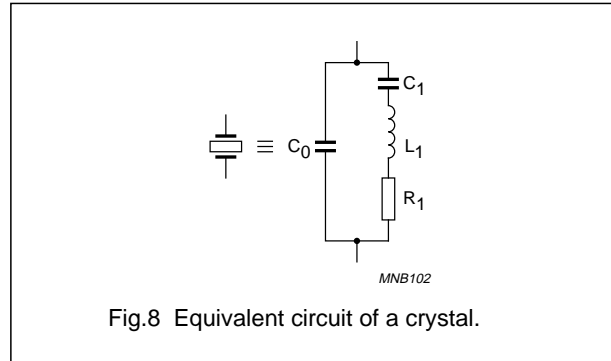 C₁
C₀
L₁
R₁
MNB102
Fig.8 Equivalent circuit of a crystal.